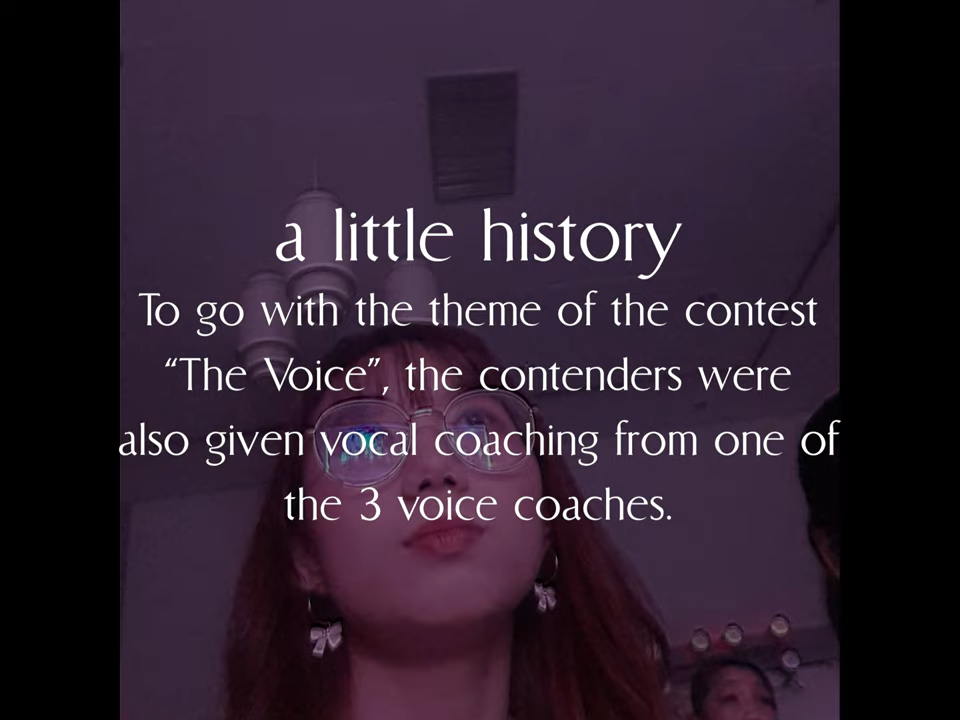 a little history
To go with the theme of the contest
“The Voice”, the contenders were
also given vocal coaching from one of
the 3 voice coaches.